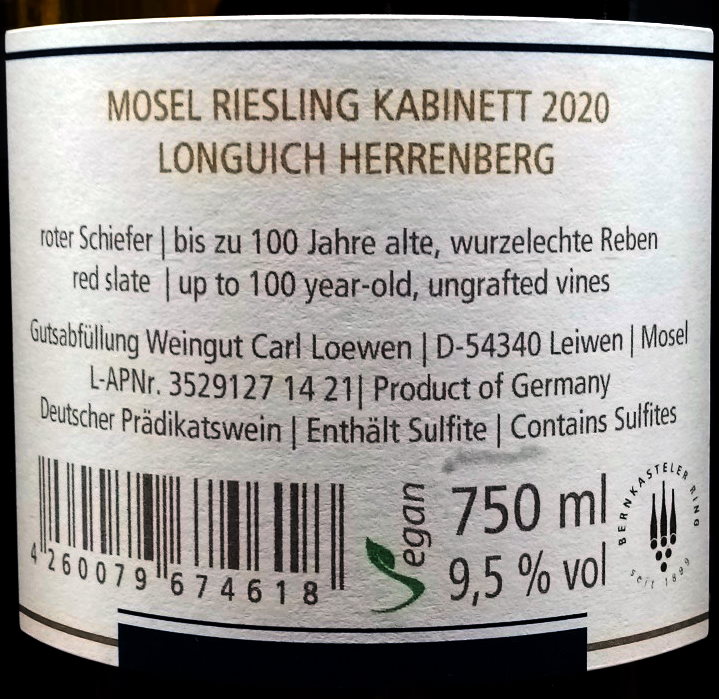 MOSEL RIESLING KABINETT 2020
LONGUICH HERRENBERG
roter Schiefer | bis zu 100 Jahre alte, wurzelechte Reben
red slate | up to 100 year-old, ungrafted vines
Gutsabfüllung Weingut Carl Loewen | D-54340 Leiwen | Mosel
L-APNr. 3529127 14 21| Product of Germany
Deutscher Prädikatswein | Enthält Sulfite | Contains Sulfites
4 260079 674618
Vegan
750 ml
9,5 % vol
BERNKASTELER RING
seit 1899